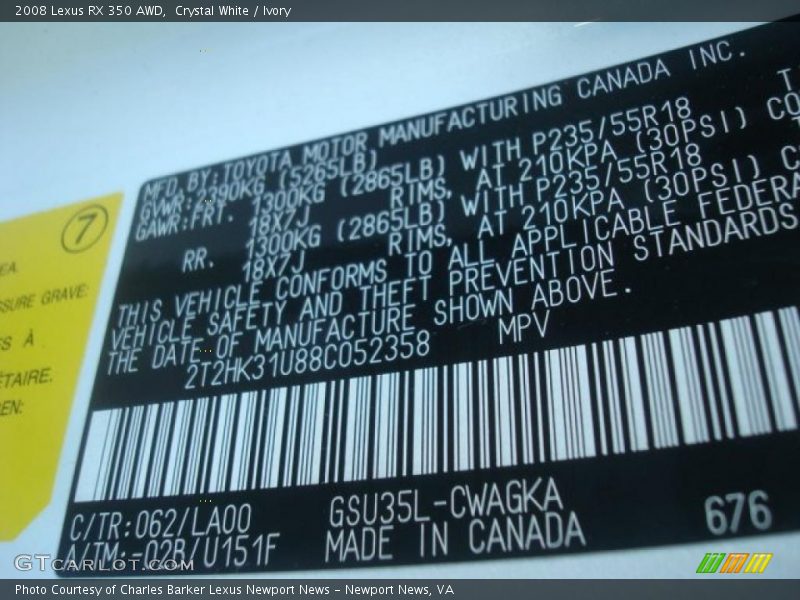 2008 Lexus RX 350 AWD,  Crystal White / Ivory
MFD. BY: TOYOTA MOTOR MANUFACTURING CANADA INC.
GVWR: 2390KG (5265LB)
GAWR: FRT. 1300KG (2865LB) WITH P235/55R18
18X7J RIMS, AT 210KPA (30PSI) CO
RR. 1300KG (2865LB) WITH P235/55R18
18X7J RIMS, AT 210KPA (30PSI)
THIS VEHICLE CONFORMS TO ALL APPLICABLE FEDERA
VEHICLE SAFETY AND THEFT PREVENTION STANDARDS
THE DATE OF MANUFACTURE SHOWN ABOVE.
2T2HK31U88C052358 MPV
C/TR: 062/LA00 GSU35L-CWAGKA 676
A/TM: -02B/U151F MADE IN CANADA
7
EA.
SSURE GRAVE:
S À
ÉTAIRE.
EN:
GTCARLOT.COM
Photo Courtesy of Charles Barker Lexus Newport News - Newport News, VA